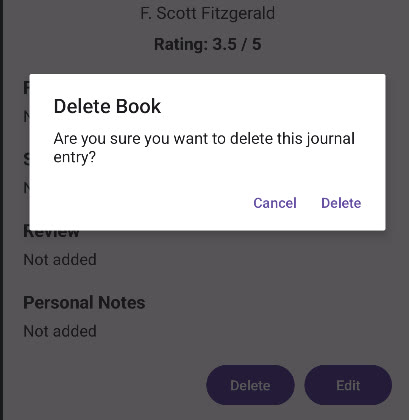 F. Scott Fitzgerald
Rating: 3.5 / 5
Delete Book
Are you sure you want to delete this journal
entry?
Cancel
Delete
Review
Not added
Personal Notes
Not added
Delete
Edit